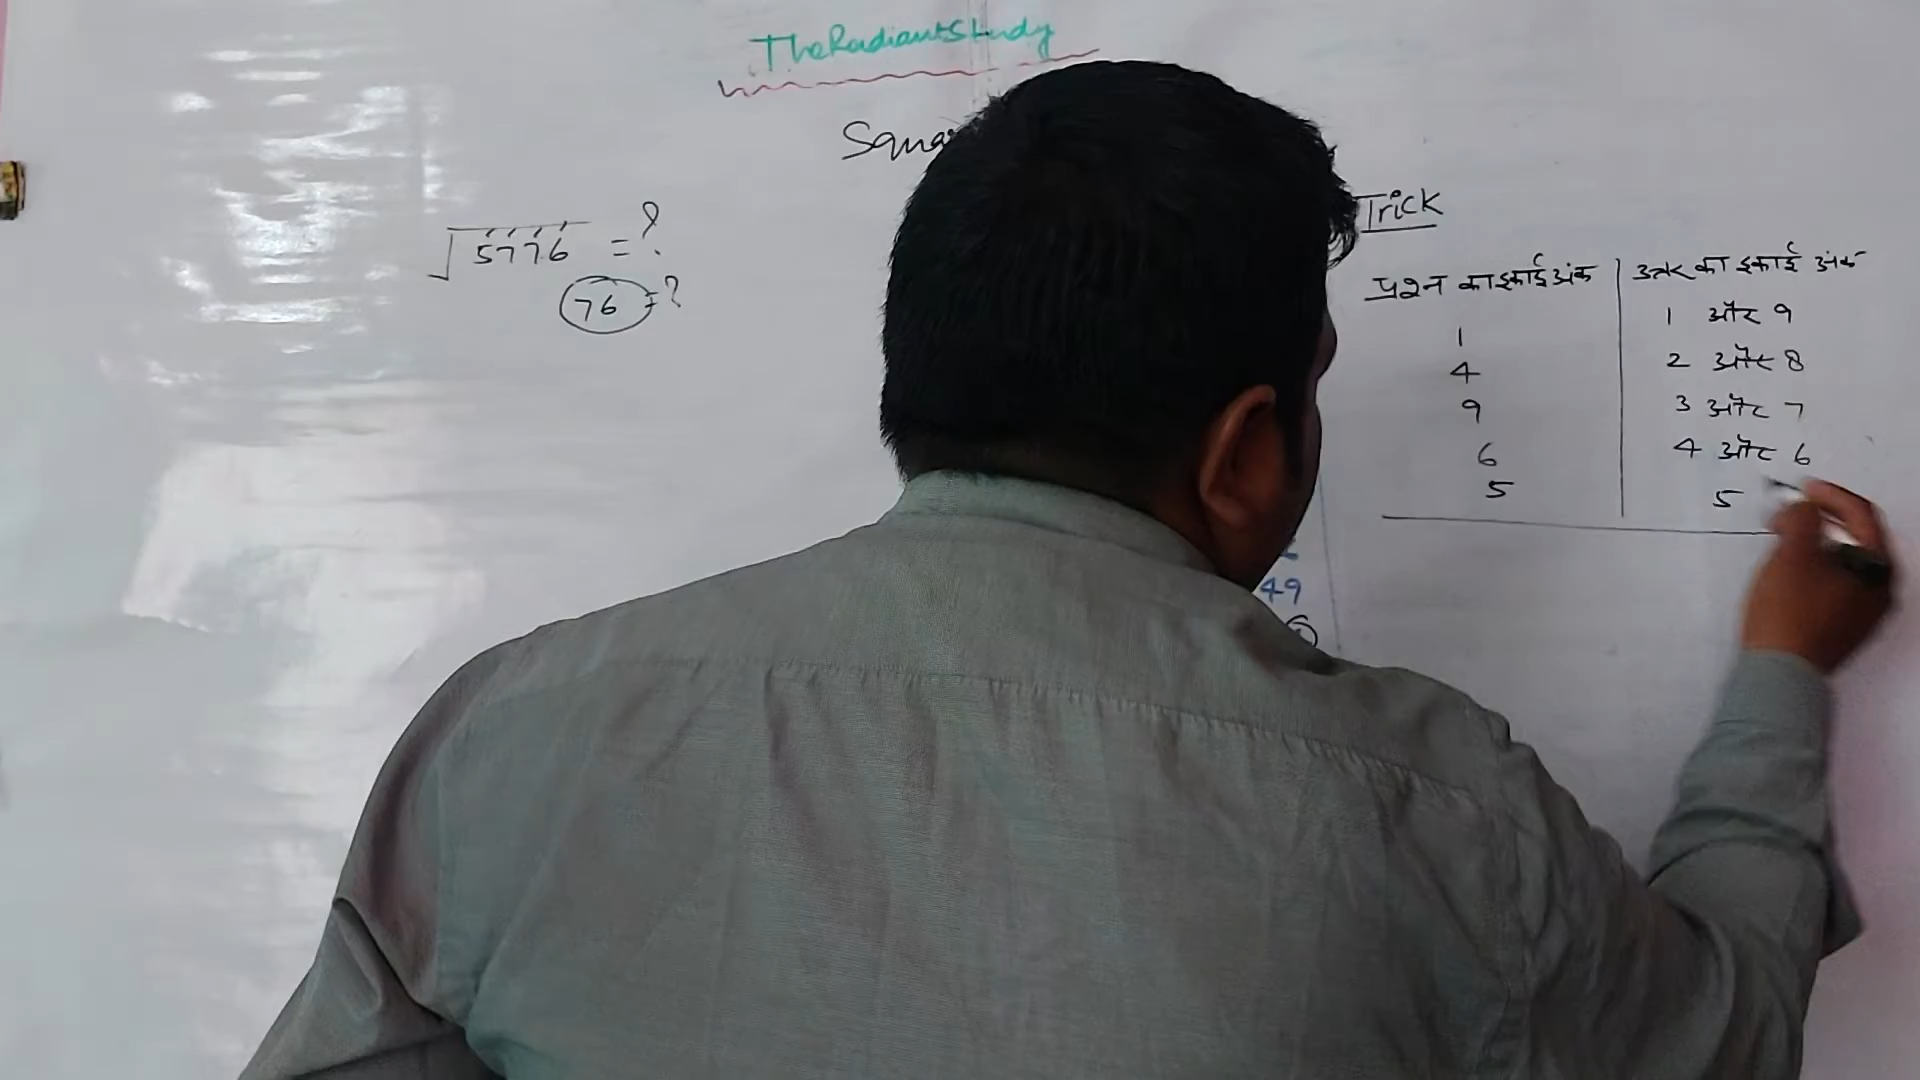 TheRadiantStudy
Trick
√5776 = ?
76 = ?
प्रश्न का इकाई अंक | उत्तर का इकाई अंक
1 | 1 और 9
4 | 2 और 8
9 | 3 और 7
6 | 4 और 6
5 | 5
49